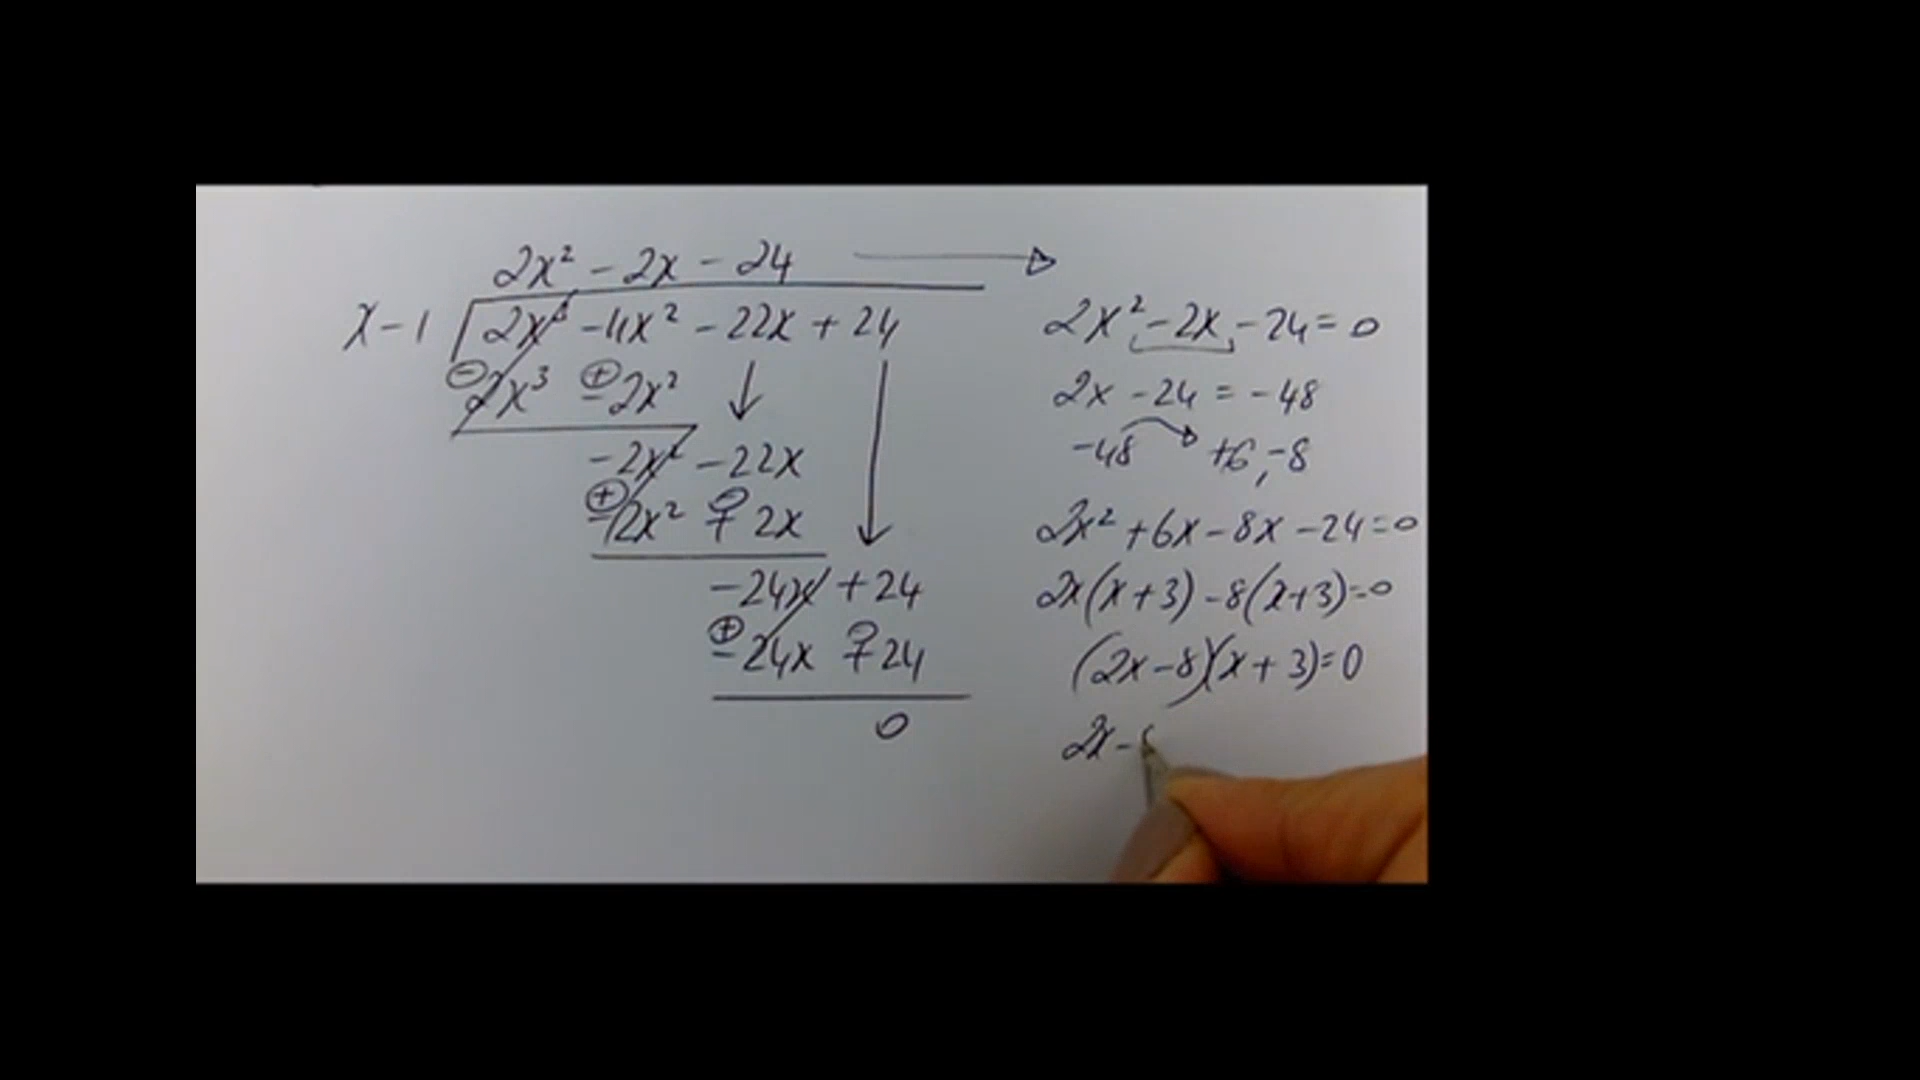 2x² - 2x - 24
x - 1 2x³ - 4x² - 22x + 24
⊖ 2x³ ⊕ - 2x²
- 2x² - 22x
⊕ - 2x² ⊖ + 2x
- 24x + 24
⊕ - 24x ⊖ + 24
0
2x² - 2x - 24 = 0
2x - 24 = - 48
- 48 +6, -8
2x² + 6x - 8x - 24 = 0
2x(x + 3) - 8(x + 3) = 0
(2x - 8)(x + 3) = 0
2x -